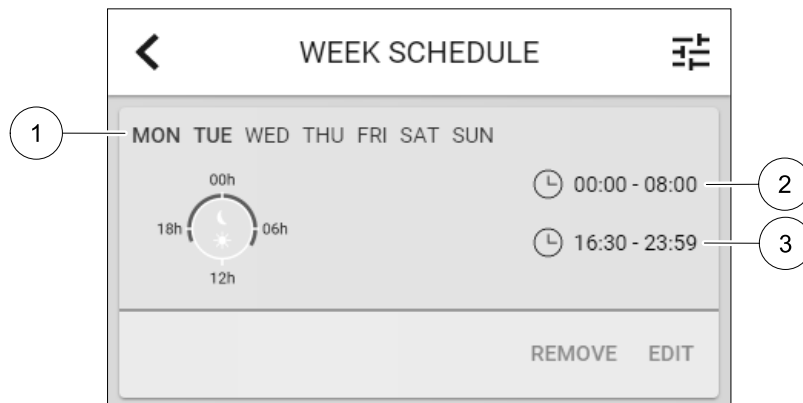 WEEK SCHEDULE
1
MON TUE WED THU FRI SAT SUN
00h
18h
06h
12h
00:00 - 08:00
2
16:30 - 23:59
3
REMOVE EDIT